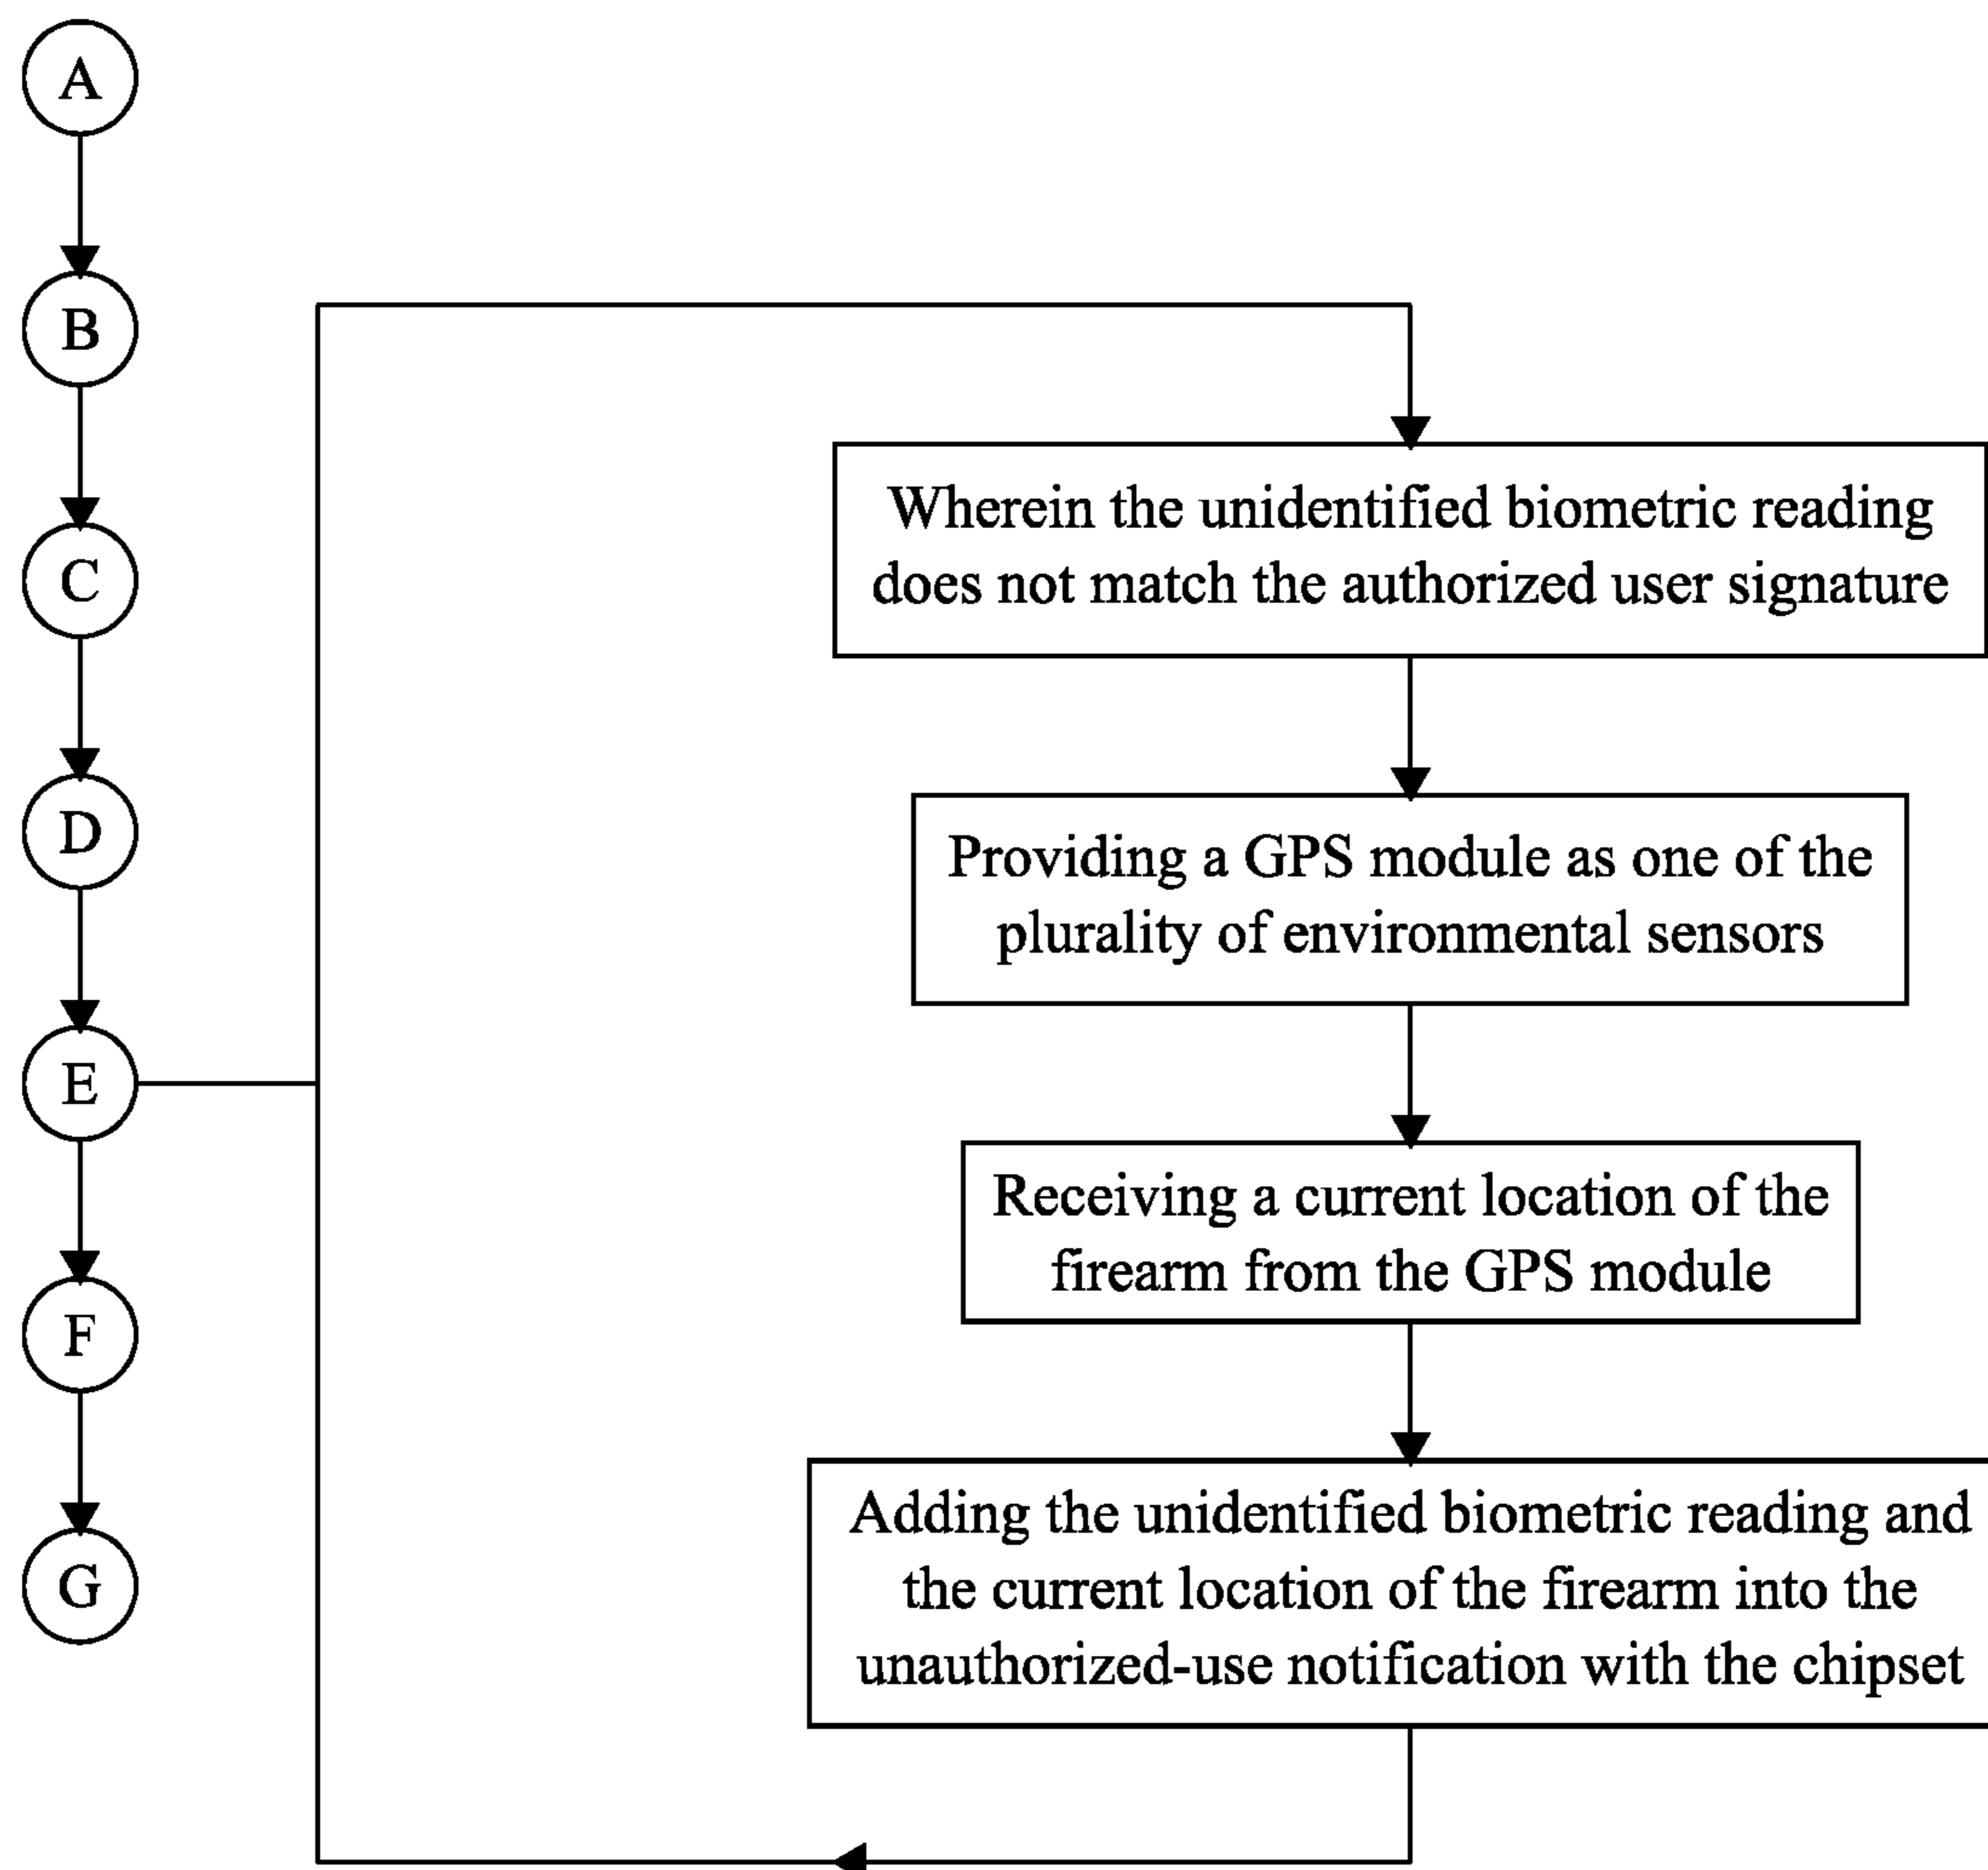 A
B
C
D
E
F
G
Wherein the unidentified biometric reading
does not match the authorized user signature
Providing a GPS module as one of the
plurality of environmental sensors
Receiving a current location of the
firearm from the GPS module
Adding the unidentified biometric reading and
the current location of the firearm into the
unauthorized-use notification with the chipset